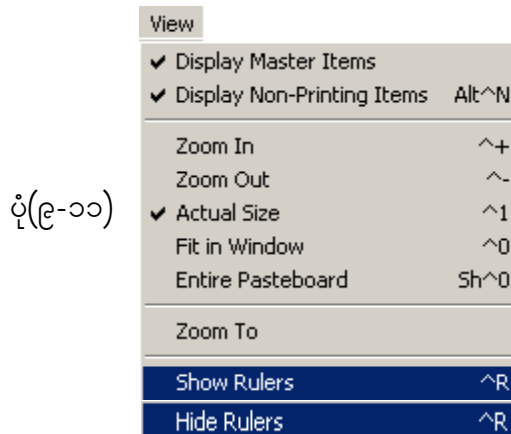 View
✔ Display Master Items
✔ Display Non-Printing Items Alt^N
Zoom In ^+
Zoom Out ^-
ပုံ(၉-၁၁)
✔ Actual Size ^1
Fit in Window ^0
Entire Pasteboard Sh^0
Zoom To
Show Rulers ^R
Hide Rulers ^R